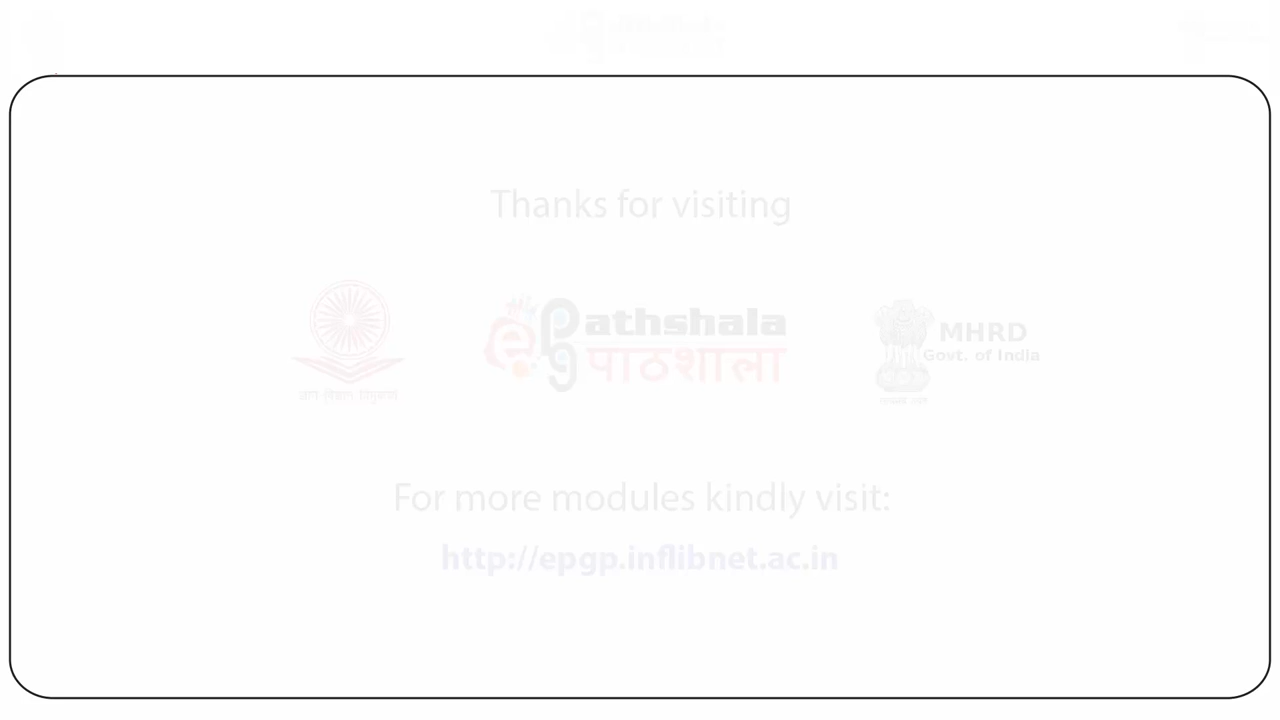 Thanks for visiting
athshala
पाठशाला
MHRD
Govt. of India
For more modules kindly visit:
http://epgp.inflibnet.ac.in